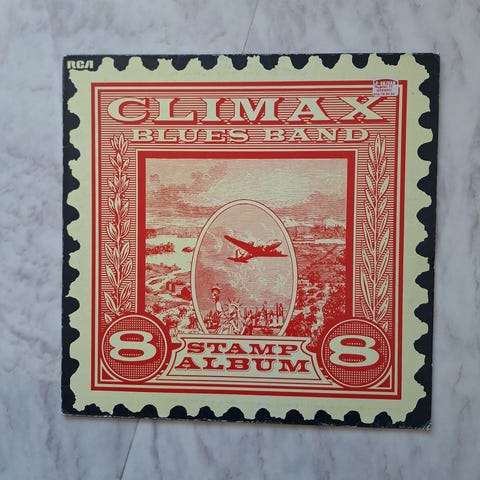 RCA
CLIMAX
BLUES BAND
8
STAMP
ALBUM
8